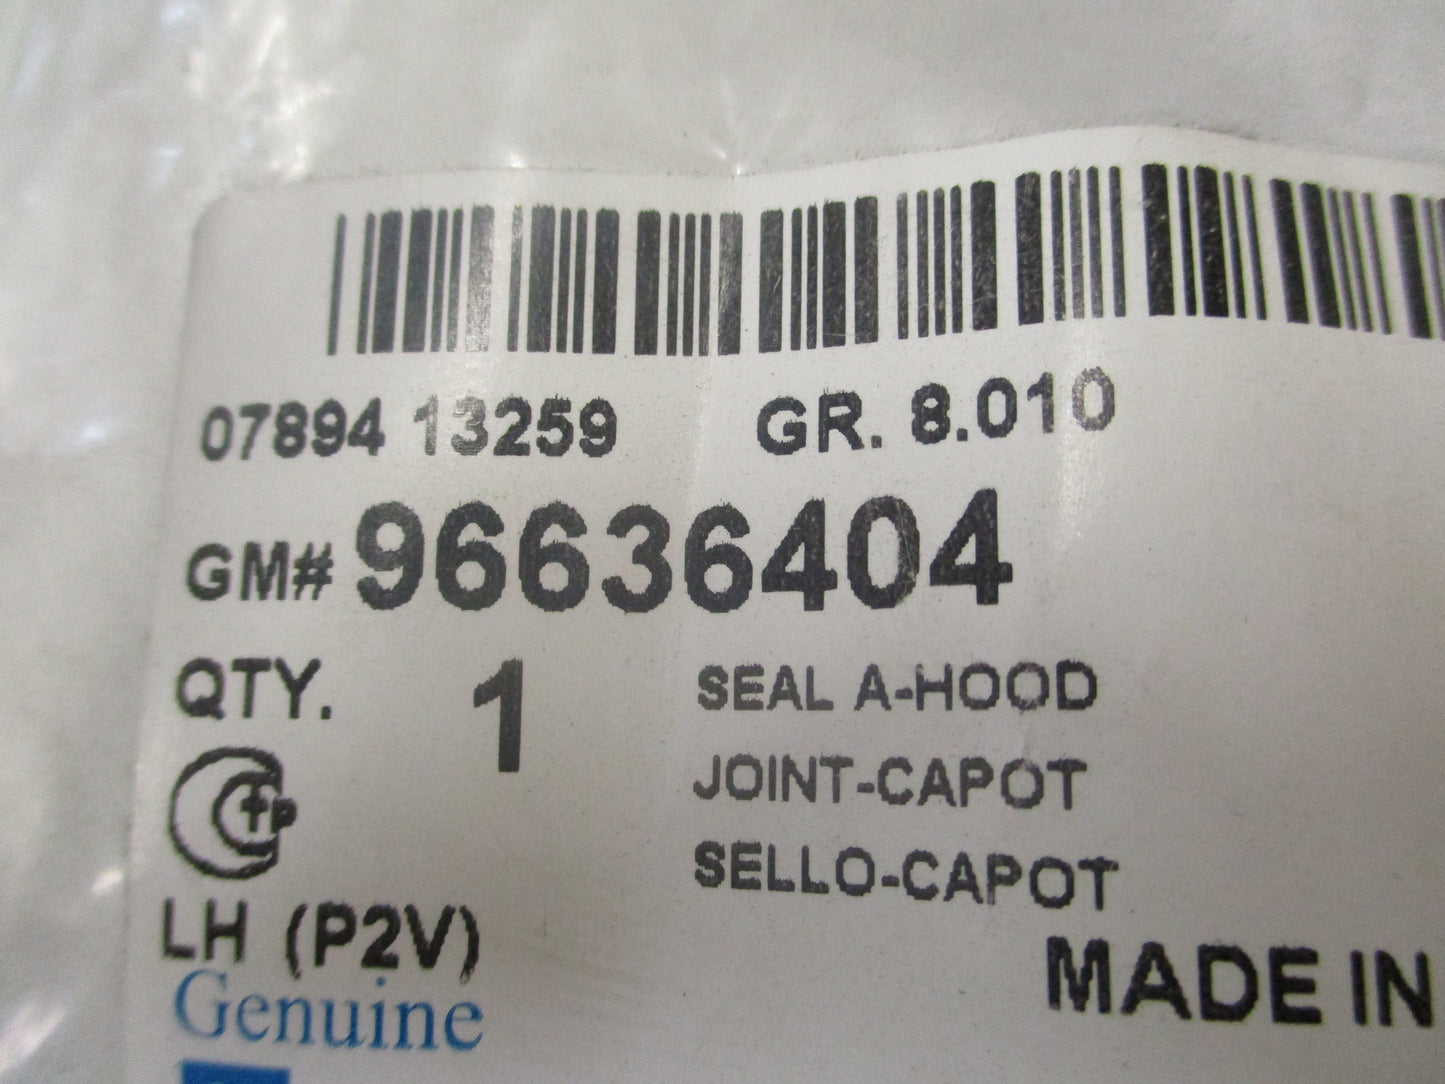 07894 13259 GR. 8.010
GM# 96636404
QTY. 1 SEAL A-HOOD
JOINT-CAPOT
SELLO-CAPOT
LH (P2V)
MADE IN
Genuine